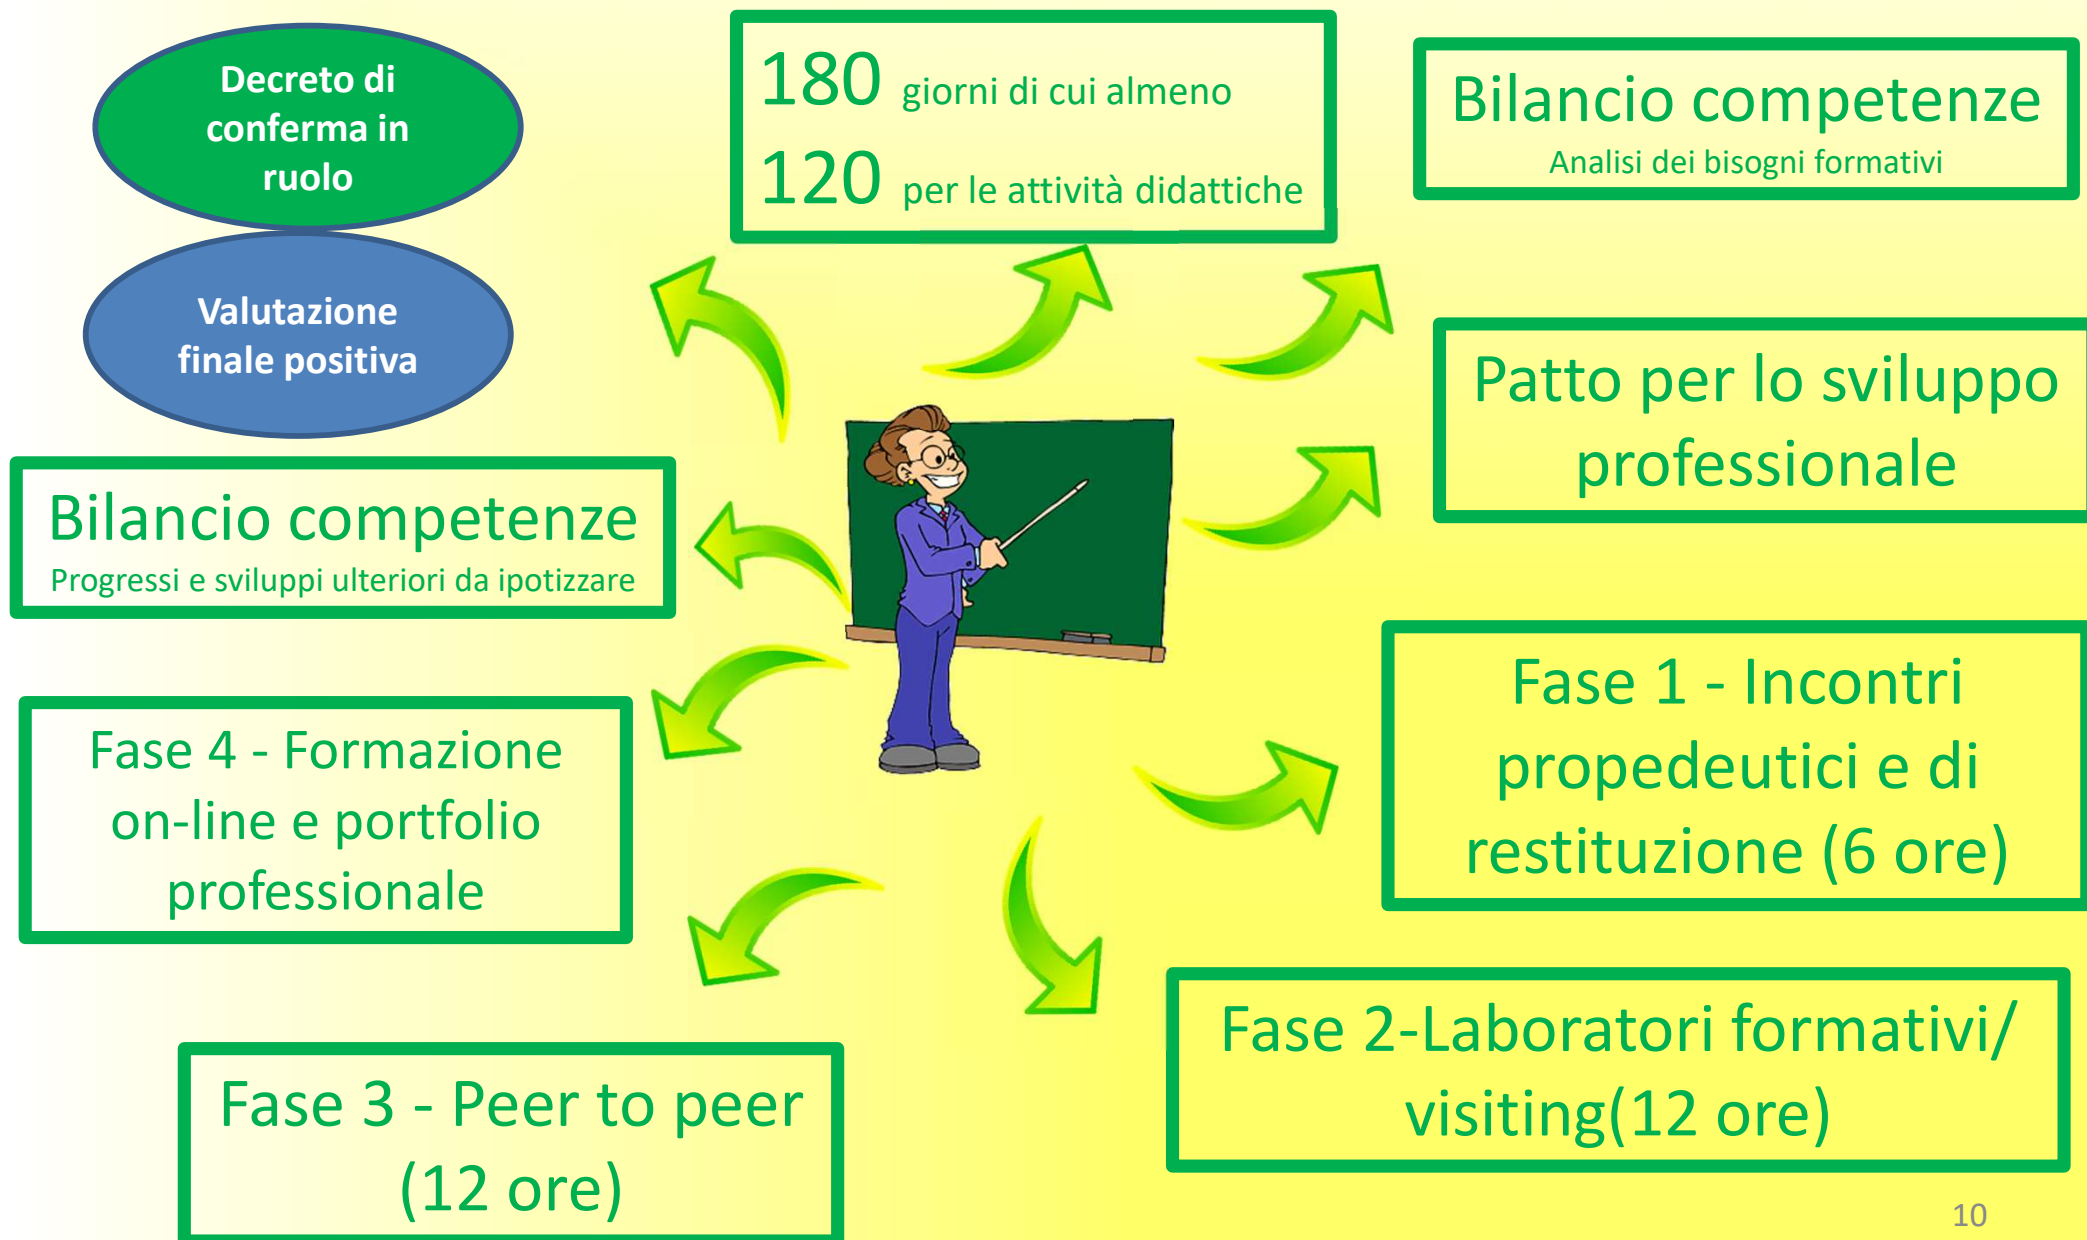 Decreto di
conferma in
ruolo
Valutazione
finale positiva
180 giorni di cui almeno
120 per le attività didattiche
Bilancio competenze
Analisi dei bisogni formativi
Patto per lo sviluppo
professionale
Fase 1 - Incontri
propedeutici e di
restituzione (6 ore)
Fase 2-Laboratori formativi/
visiting(12 ore)
Fase 3 - Peer to peer
(12 ore)
Fase 4 - Formazione
on-line e portfolio
professionale
Bilancio competenze
Progressi e sviluppi ulteriori da ipotizzare
10